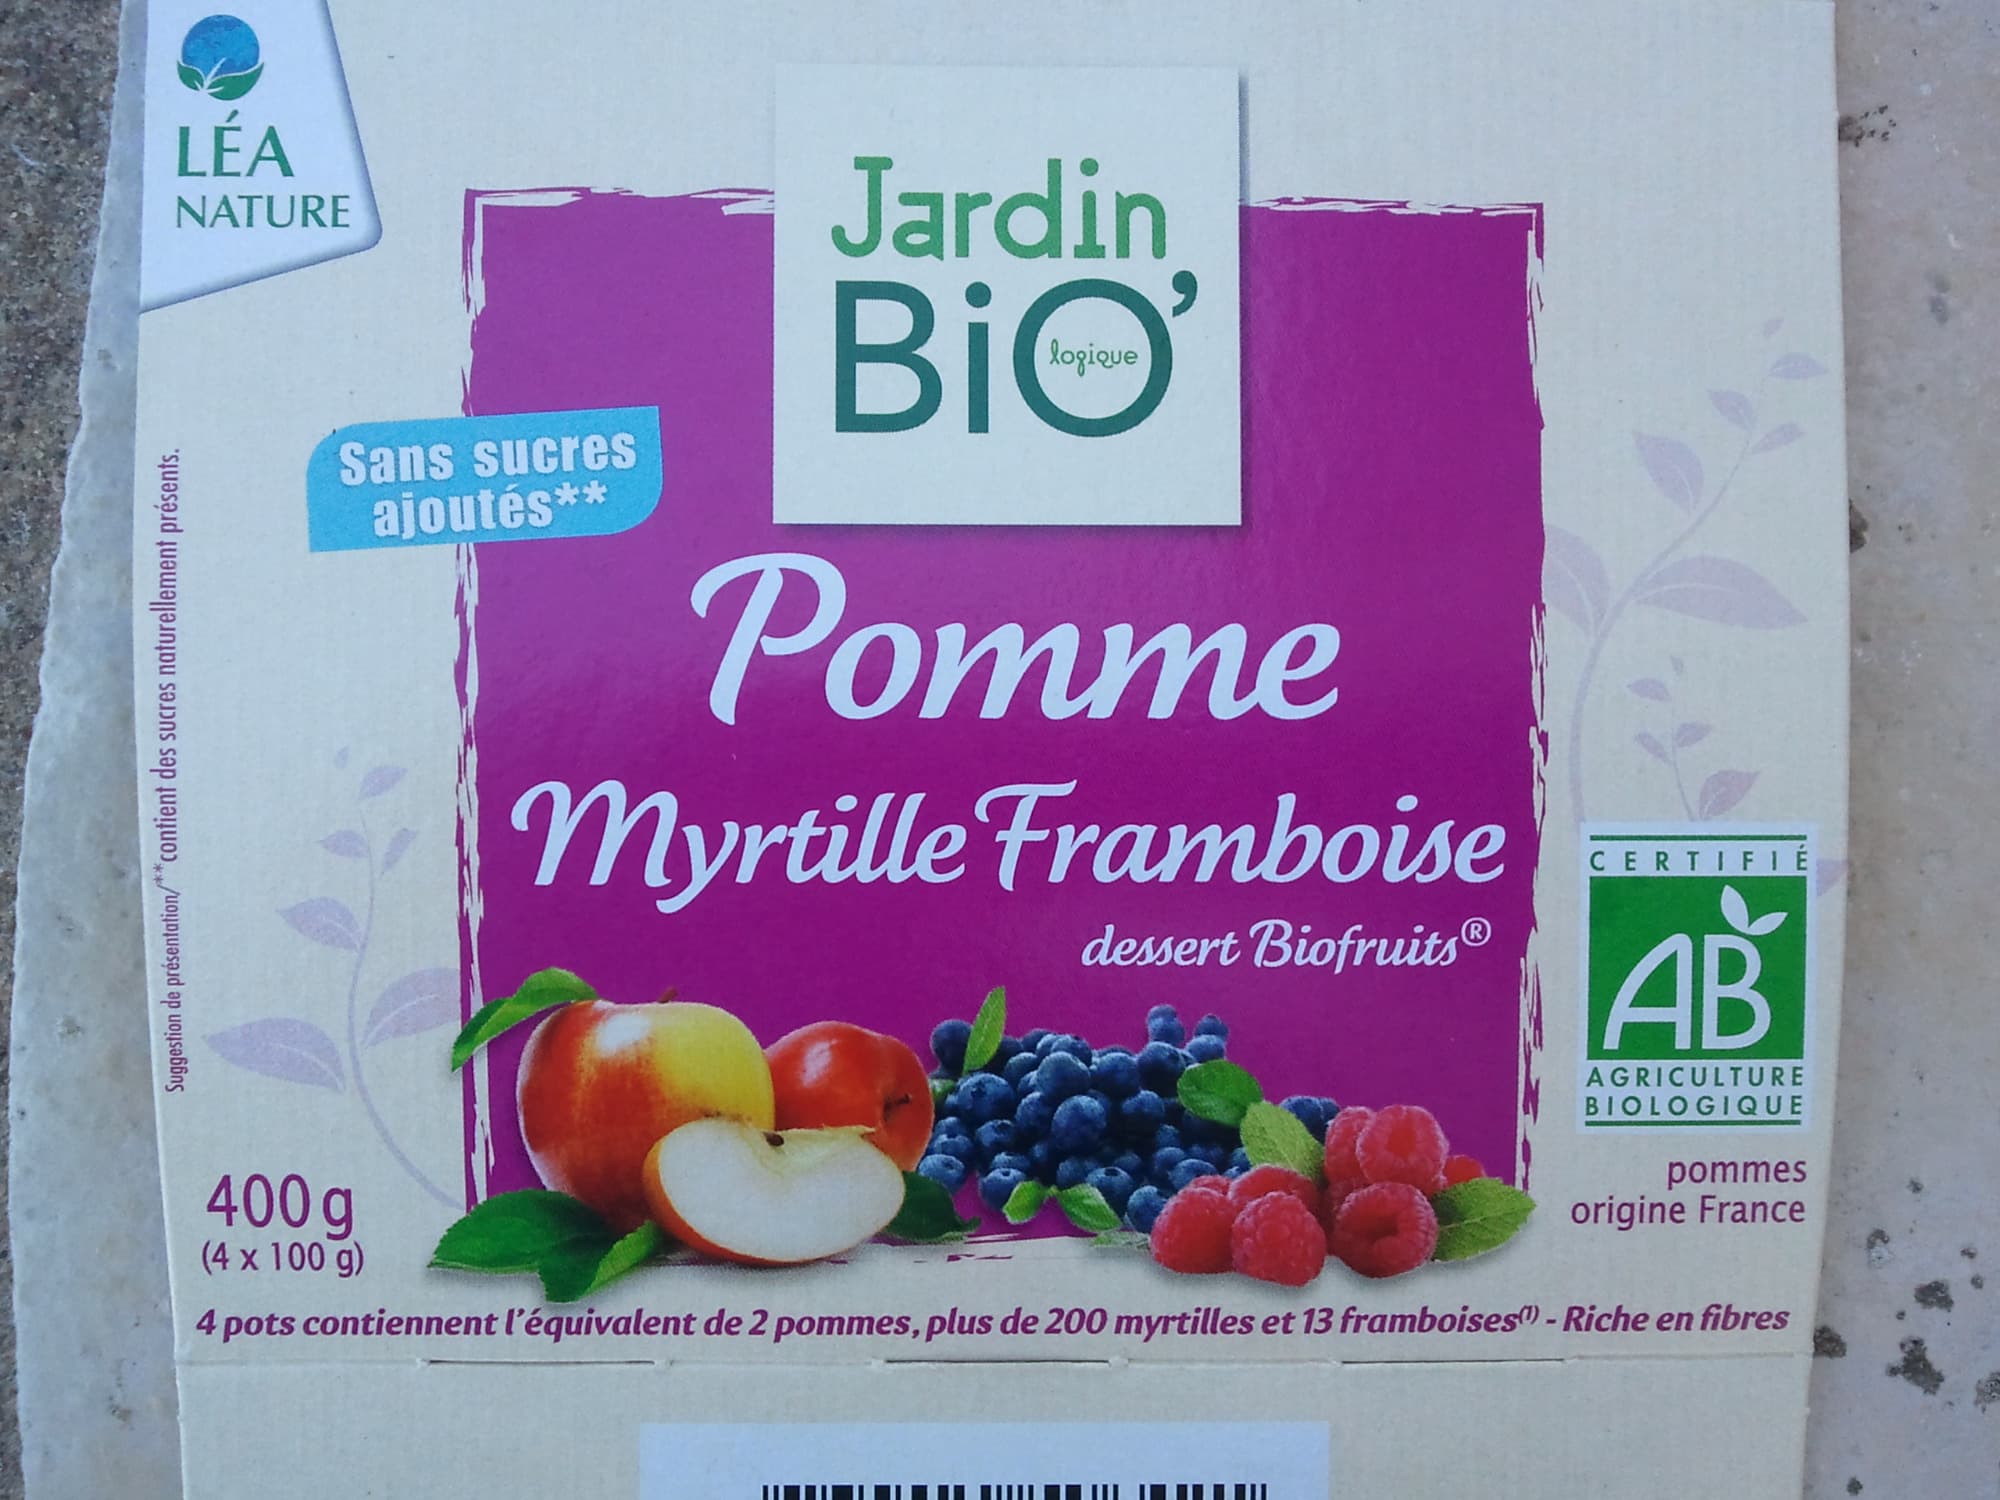 LÉA
NATURE
Jardin
BiO'
logique
Sans sucres
ajoutés**
Pomme
Myrtille Framboise
dessert Biofruits®
Suggestion de présentation/**contient des sucres naturellement présents.
CERTIFIÉ
AB
AGRICULTURE
BIOLOGIQUE
pommes
origine France
400 g
(4 x 100 g)
4 pots contiennent l'équivalent de 2 pommes, plus de 200 myrtilles et 13 framboises(1) - Riche en fibres